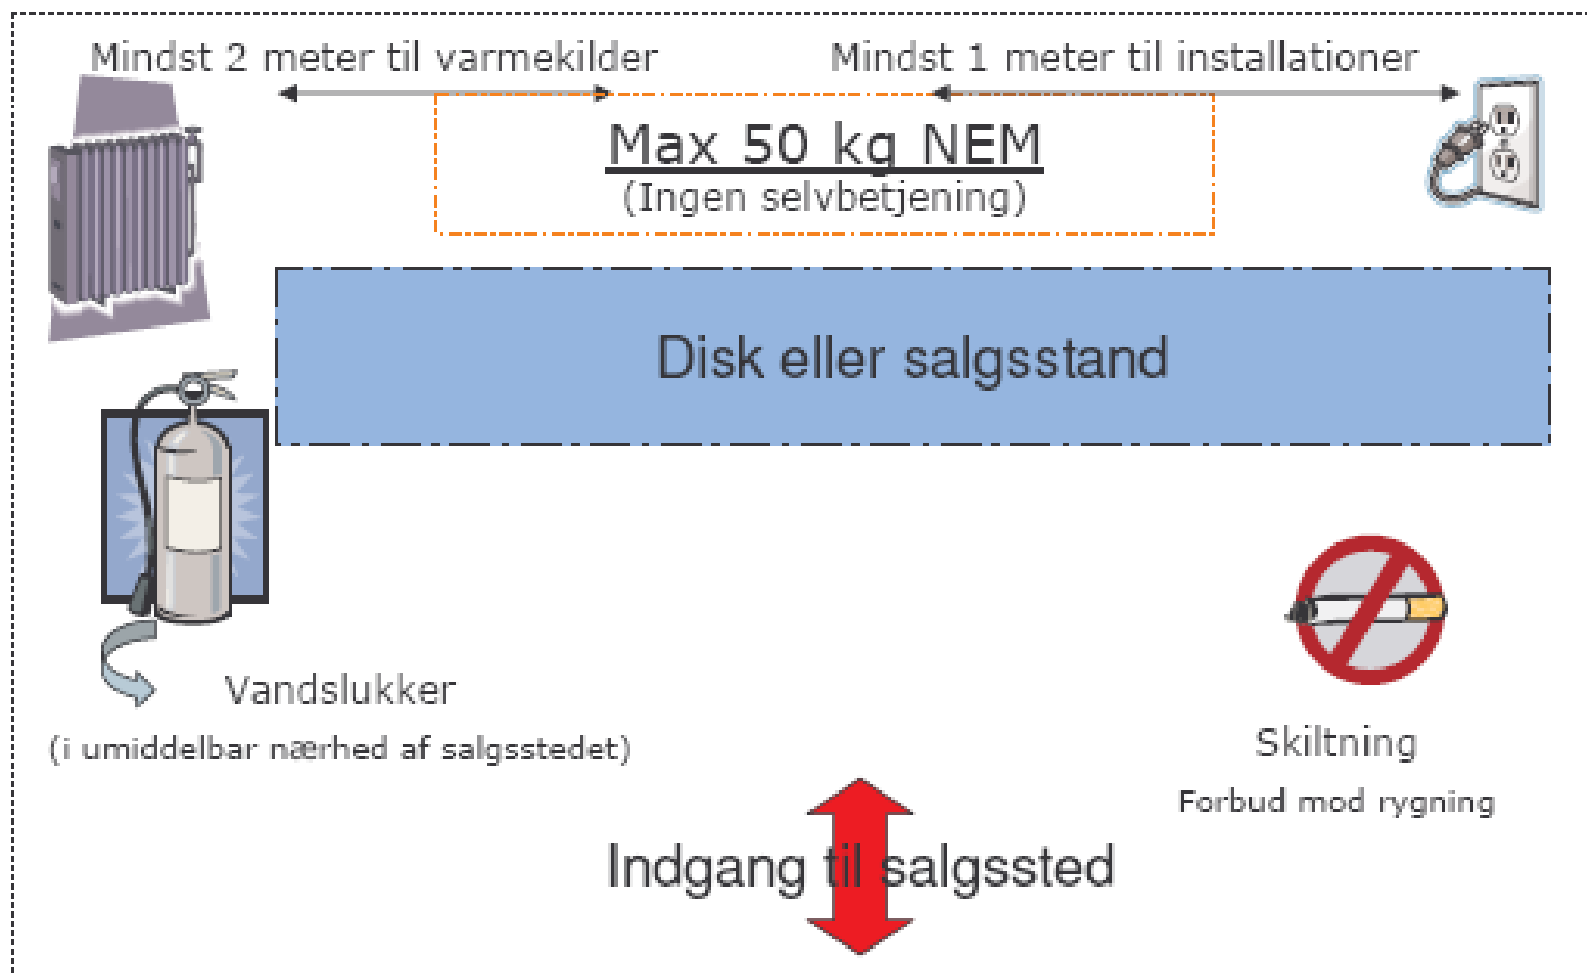 Mindst 2 meter til varmekilder
Mindst 1 meter til installationer
Max 50 kg NEM
(Ingen selvbetjening)
Disk eller salgsstand
Vandslukker
(i umiddelbar nærhed af salgsstedet)
Skiltning
Forbud mod rygning
Indgang til salgssted